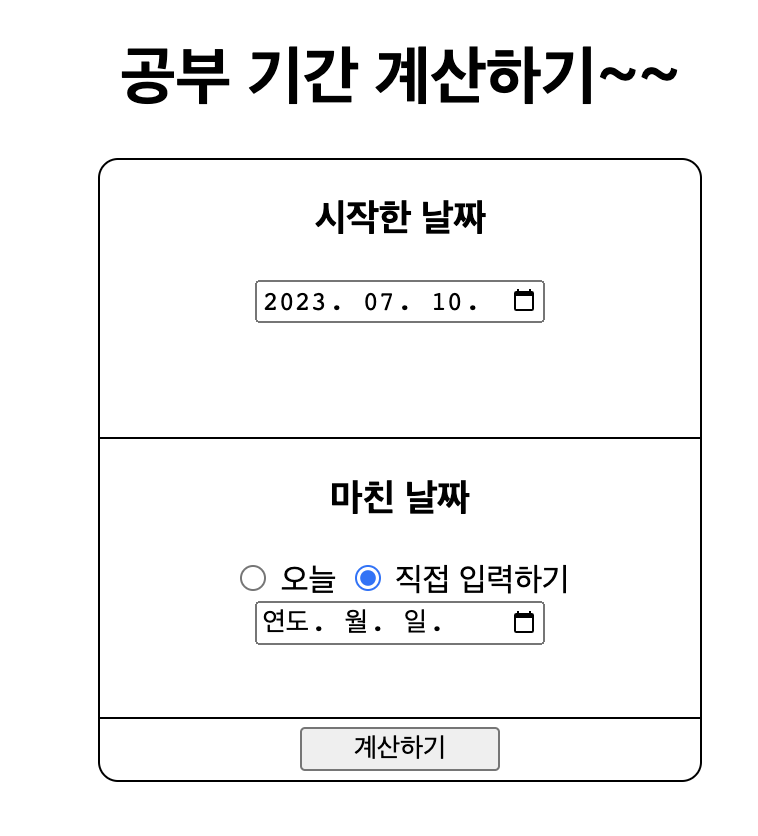 공부 기간 계산하기~~
시작한 날짜
2023. 07. 10.
마친 날짜
오늘 직접 입력하기
연도. 월. 일.
계산하기